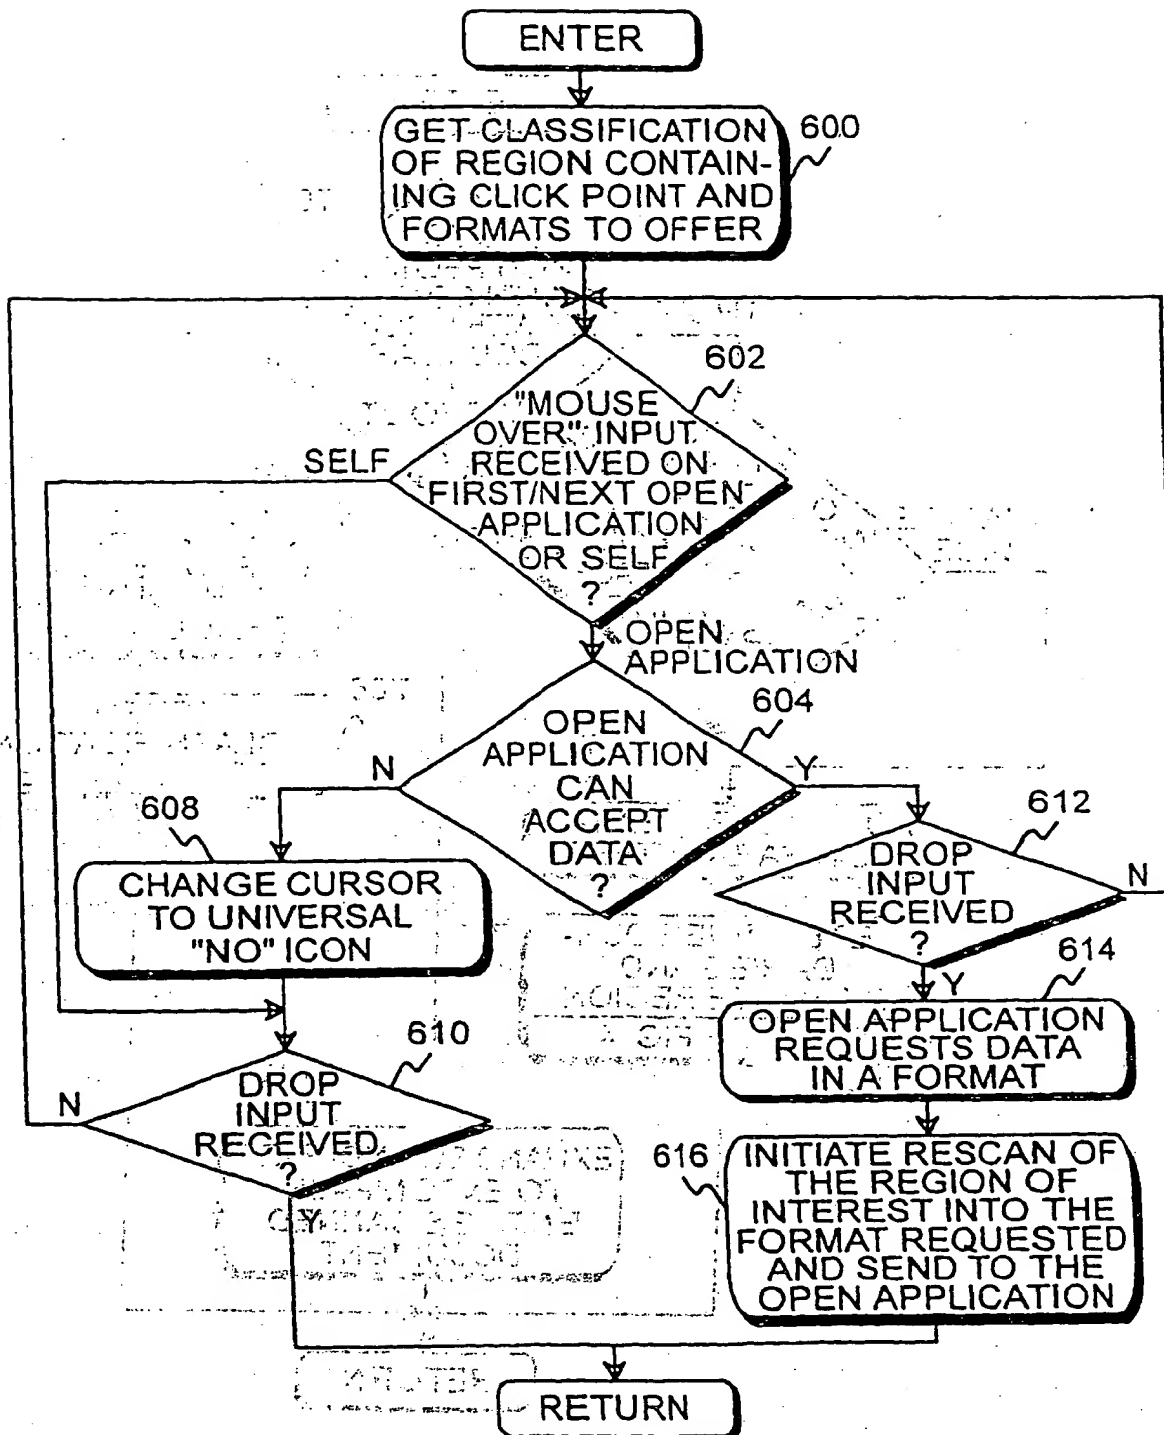 ENTER
GET CLASSIFICATION
OF REGION CONTAIN-
ING CLICK POINT AND
FORMATS TO OFFER
600
602
"MOUSE
OVER" INPUT
RECEIVED ON
FIRST/NEXT OPEN
APPLICATION
OR SELF
?
SELF
OPEN
APPLICATION
604
OPEN
APPLICATION
CAN
ACCEPT
DATA
?
N
Y
608
CHANGE CURSOR
TO UNIVERSAL
"NO" ICON
612
DROP
INPUT
RECEIVED
?
N
Y
614
OPEN APPLICATION
REQUESTS DATA
IN A FORMAT
610
DROP
INPUT
RECEIVED
?
N
Y
616
INITIATE RESCAN OF
THE REGION OF
INTEREST INTO THE
FORMAT REQUESTED
AND SEND TO THE
OPEN APPLICATION
RETURN